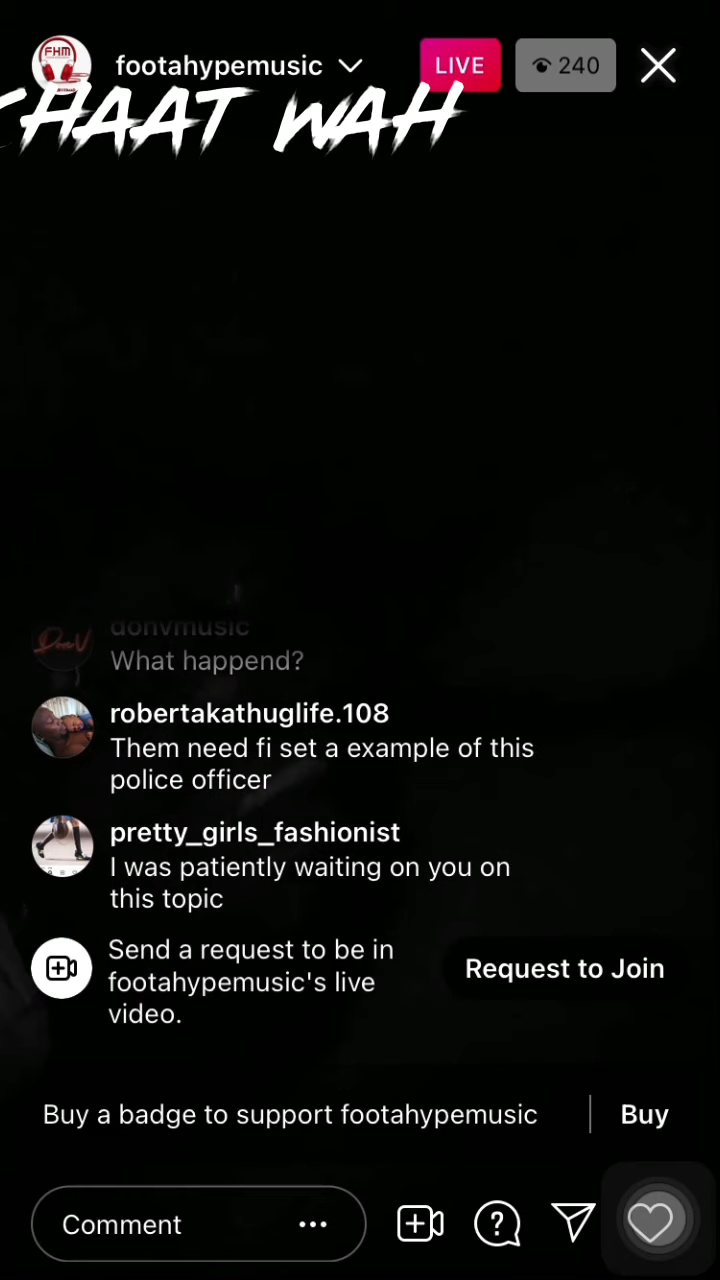 FHM
footahypemusic
LIVE
240
CHAAT WAH
donvmusic
What happend?
robertakathuglife.108
Them need fi set a example of this
police officer
pretty_girls_fashionist
I was patiently waiting on you on
this topic
Send a request to be in
footahypemusic's live
video.
Request to Join
Buy a badge to support footahypemusic
Buy
Comment